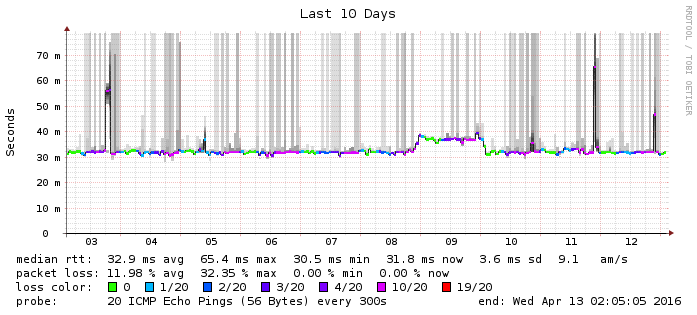 Last 10 Days
RRDTOOL / TOBI OETIKER
Seconds
70 m
60 m
50 m
40 m
30 m
20 m
10 m
0
03 04 05 06 07 08 09 10 11 12
median rtt: 32.9 ms avg 65.4 ms max 30.5 ms min 31.8 ms now 3.6 ms sd 9.1 am/s
packet loss: 11.98 % avg 32.35 % max 0.00 % min 0.00 % now
loss color: 0 1/20 2/20 3/20 4/20 10/20 19/20
probe: 20 ICMP Echo Pings (56 Bytes) every 300s end: Wed Apr 13 02:05:05 2016